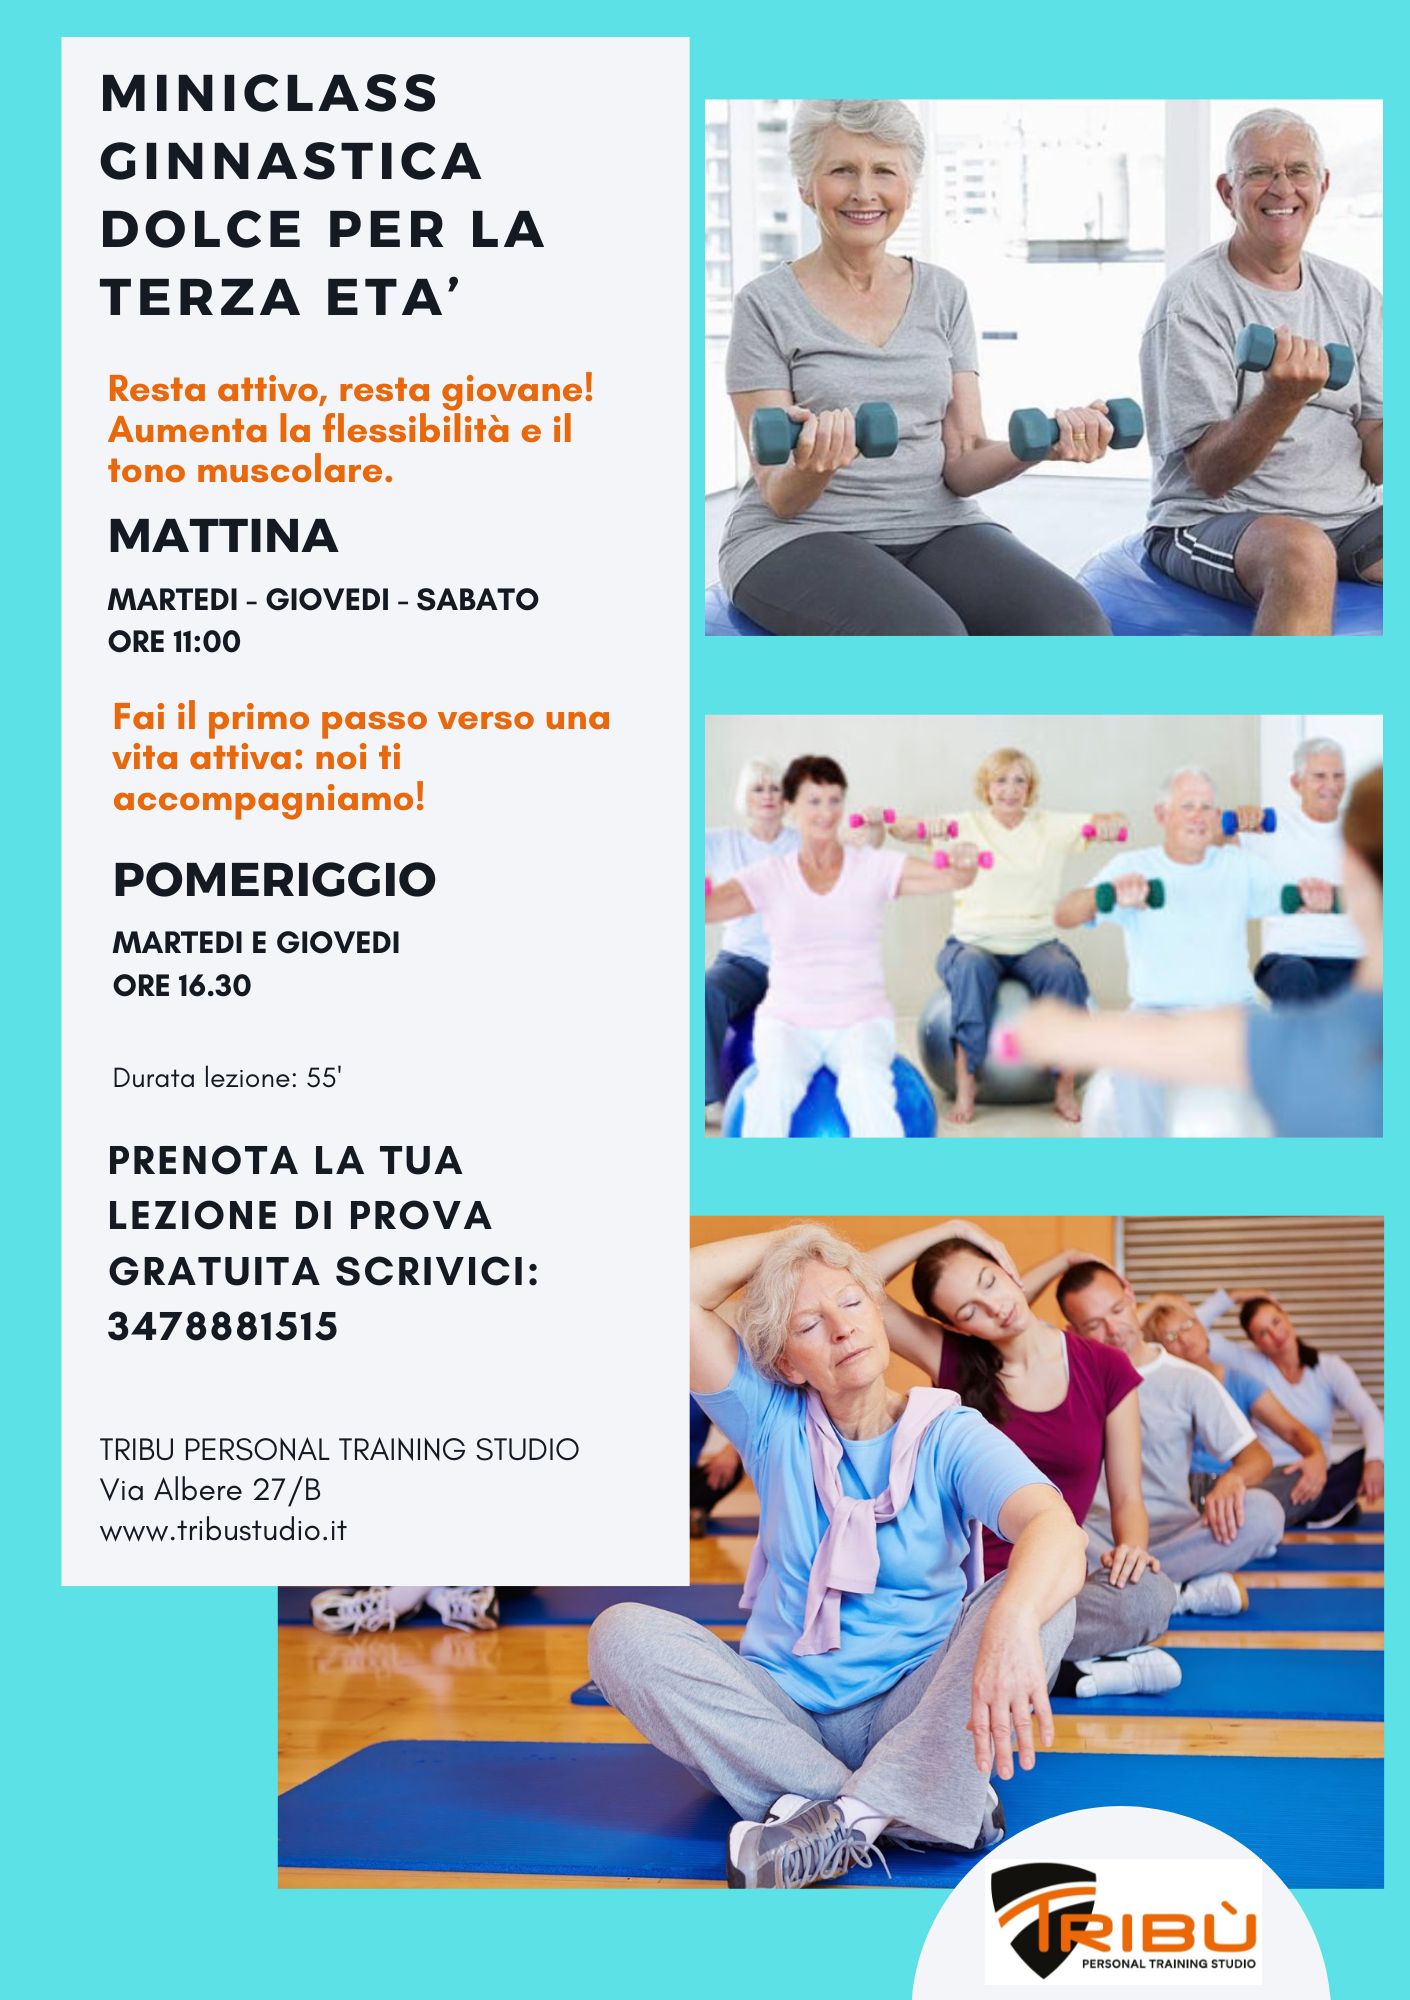 MINICLASS
GINNASTICA
DOLCE PER LA
TERZA ETA’
Resta attivo, resta giovane!
Aumenta la flessibilità e il
tono muscolare.
MATTINA
MARTEDI - GIOVEDI - SABATO
ORE 11:00
Fai il primo passo verso una
vita attiva: noi ti
accompagniamo!
POMERIGGIO
MARTEDI E GIOVEDI
ORE 16.30
Durata lezione: 55'
PRENOTA LA TUA
LEZIONE DI PROVA
GRATUITA SCRIVICI:
3478881515
TRIBU PERSONAL TRAINING STUDIO
Via Albere 27/B
www.tribustudio.it
TRIBÙ
PERSONAL TRAINING STUDIO